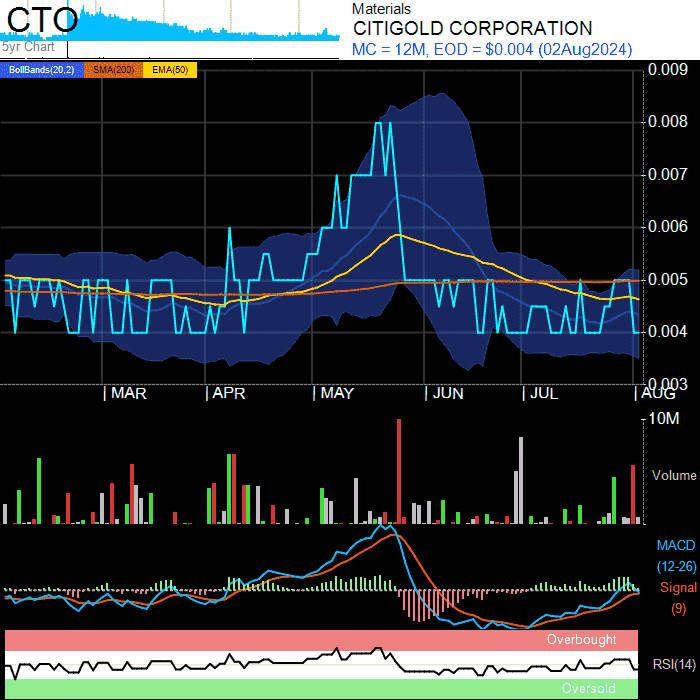 CTO
5yr Chart
Materials
CITIGOLD CORPORATION
MC = 12M, EOD = $0.004 (02Aug2024)
BollBands(20,2) SMA(200) EMA(50)
0.009
0.008
0.007
0.006
0.005
0.004
0.003
MAR APR MAY JUN JUL AUG
10M
Volume
MACD
(12-26)
Signal
(9)
Overbought
RSI(14)
Oversold